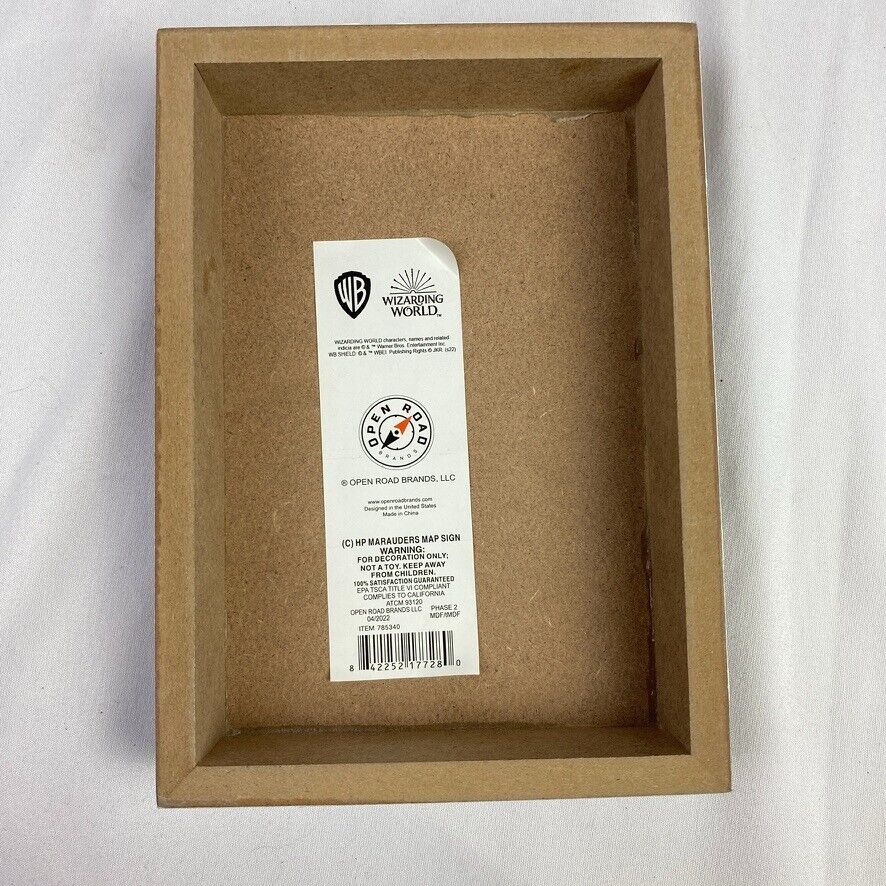 WB
WIZARDING
WORLD™
WIZARDING WORLD characters, names and related
indicia are © & ™ Warner Bros. Entertainment Inc.
WB SHIELD: © & ™ WBEI. Publishing Rights © JKR. (s22)
OPEN ROAD
BRANDS
® OPEN ROAD BRANDS, LLC
www.openroadbrands.com
Designed in the United States
Made in China
(C) HP MARAUDERS MAP SIGN
WARNING:
FOR DECORATION ONLY;
NOT A TOY. KEEP AWAY
FROM CHILDREN.
100% SATISFACTION GUARANTEED
EPA TSCA TITLE VI COMPLIANT
COMPLIES TO CALIFORNIA
ATCM 93120
OPEN ROAD BRANDS LLC PHASE 2
04/2022 MDF/tMDF
ITEM 785340
8 42252 17728 0